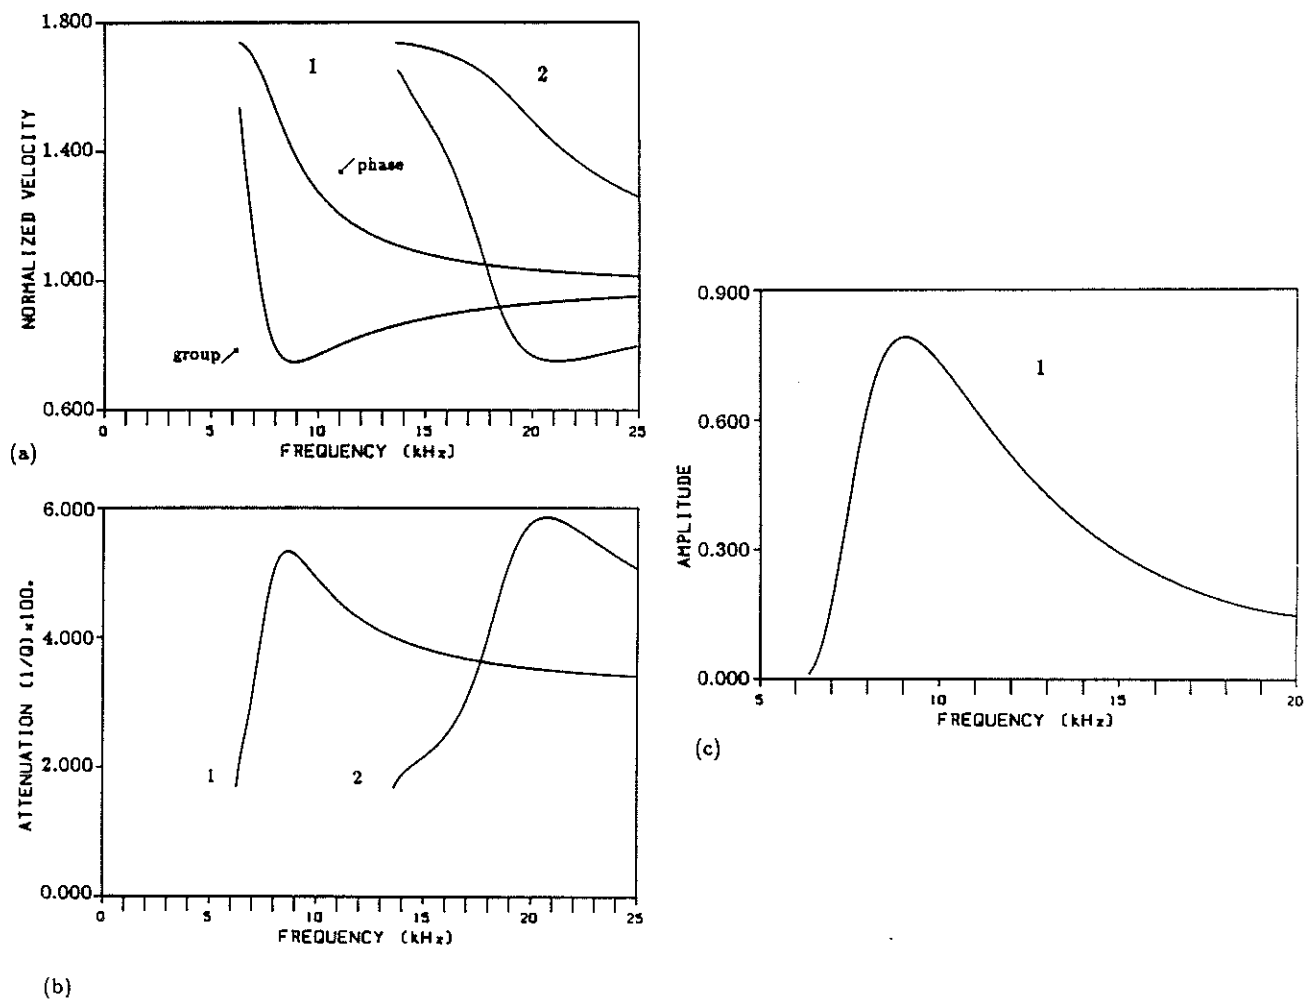 1.800
1.400
1.000
0.600
NORMALIZED VELOCITY
1
2
phase
group
0 5 10 15 20 25
FREQUENCY (kHz)
(a)
6.000
4.000
2.000
0.000
ATTENUATION (1/Q)×100.
1
2
0 5 10 15 20 25
FREQUENCY (kHz)
(b)
0.900
0.600
0.300
0.000
AMPLITUDE
1
5 10 15 20
FREQUENCY (kHz)
(c)